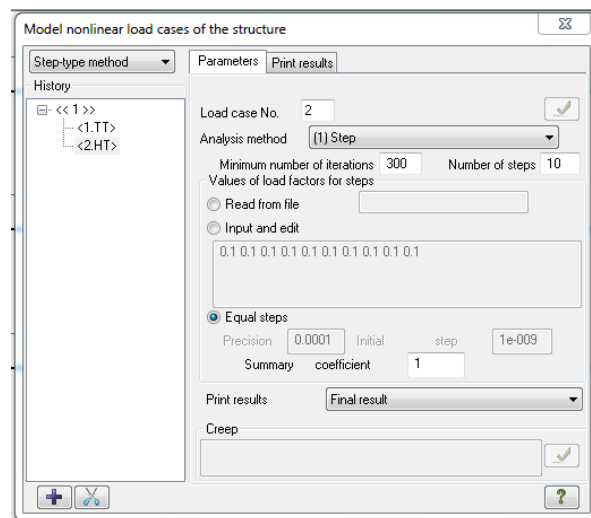 Model nonlinear load cases of the structure
Step-type method
Parameters Print results
History
<< 1 >>
<1.TT>
<2.HT>
Load case No. 2
Analysis method (1) Step
Minimum number of iterations 300 Number of steps 10
Values of load factors for steps
Read from file
Input and edit
0.1 0.1 0.1 0.1 0.1 0.1 0.1 0.1 0.1 0.1
Equal steps
Precision 0.0001 Initial step 1e-009
Summary coefficient 1
Print results Final result
Creep
?